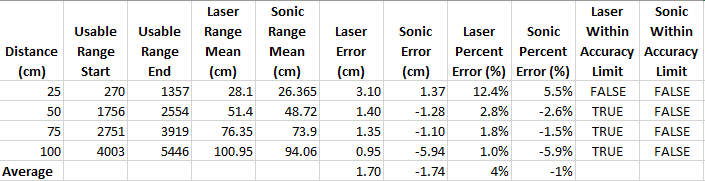 Distance (cm) Usable Range Start Usable Range End Laser Range Mean (cm) Sonic Range Mean (cm) Laser Error (cm) Sonic Error (cm) Laser Percent Error (%) Sonic Percent Error (%) Laser Within Accuracy Limit Sonic Within Accuracy Limit
25 270 1357 28.1 26.365 3.10 1.37 12.4% 5.5% FALSE FALSE
50 1756 2554 51.4 48.72 1.40 -1.28 2.8% -2.6% TRUE FALSE
75 2751 3919 76.35 73.9 1.35 -1.10 1.8% -1.5% TRUE FALSE
100 4003 5446 100.95 94.06 0.95 -5.94 1.0% -5.9% TRUE FALSE
Average 1.70 -1.74 4% -1%